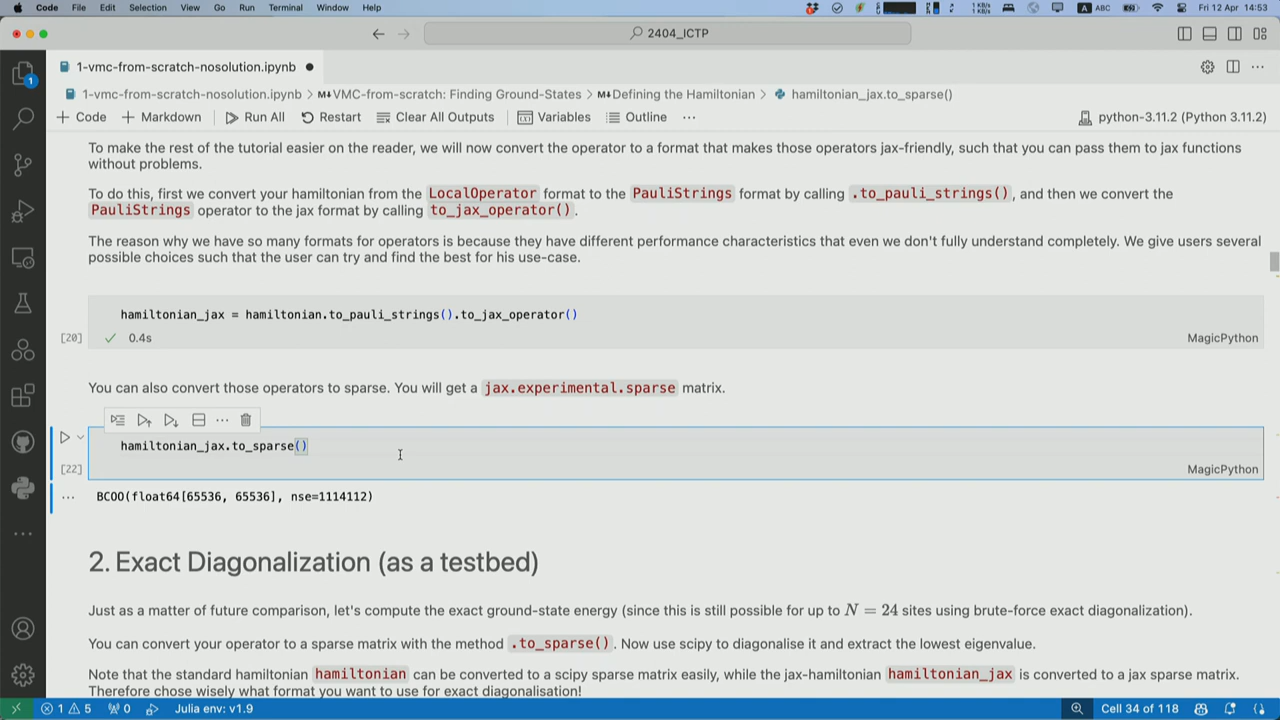 Code File Edit Selection View Go Run Terminal Window Help A ABC Fri 12 Apr 14:53
2404_ICTP
1-vmc-from-scratch-nosolution.ipynb
1-vmc-from-scratch-nosolution.ipynb > M↓VMC-from-scratch: Finding Ground-States > M↓Defining the Hamiltonian > hamiltonian_jax.to_sparse()
+ Code + Markdown Run All Restart Clear All Outputs Variables Outline ... python-3.11.2 (Python 3.11.2)
To make the rest of the tutorial easier on the reader, we will now convert the operator to a format that makes those operators jax-friendly, such that you can pass them to jax functions
without problems.
To do this, first we convert your hamiltonian from the LocalOperator format to the PauliStrings format by calling .to_pauli_strings(), and then we convert the
PauliStrings operator to the jax format by calling to_jax_operator().
The reason why we have so many formats for operators is because they have different performance characteristics that even we don't fully understand completely. We give users several
possible choices such that the user can try and find the best for his use-case.
hamiltonian_jax = hamiltonian.to_pauli_strings().to_jax_operator()
[20] ✓ 0.4s MagicPython
You can also convert those operators to sparse. You will get a jax.experimental.sparse matrix.
hamiltonian_jax.to_sparse()
[22] MagicPython
... BCOO(float64[65536, 65536], nse=1114112)
2. Exact Diagonalization (as a testbed)
Just as a matter of future comparison, let's compute the exact ground-state energy (since this is still possible for up to N = 24 sites using brute-force exact diagonalization).
You can convert your operator to a sparse matrix with the method .to_sparse(). Now use scipy to diagonalise it and extract the lowest eigenvalue.
Note that the standard hamiltonian hamiltonian can be converted to a scipy sparse matrix easily, while the jax-hamiltonian hamiltonian_jax is converted to a jax sparse matrix.
Therefore chose wisely what format you want to use for exact diagonalisation!
1 5 0 Julia env: v1.9 Cell 34 of 118